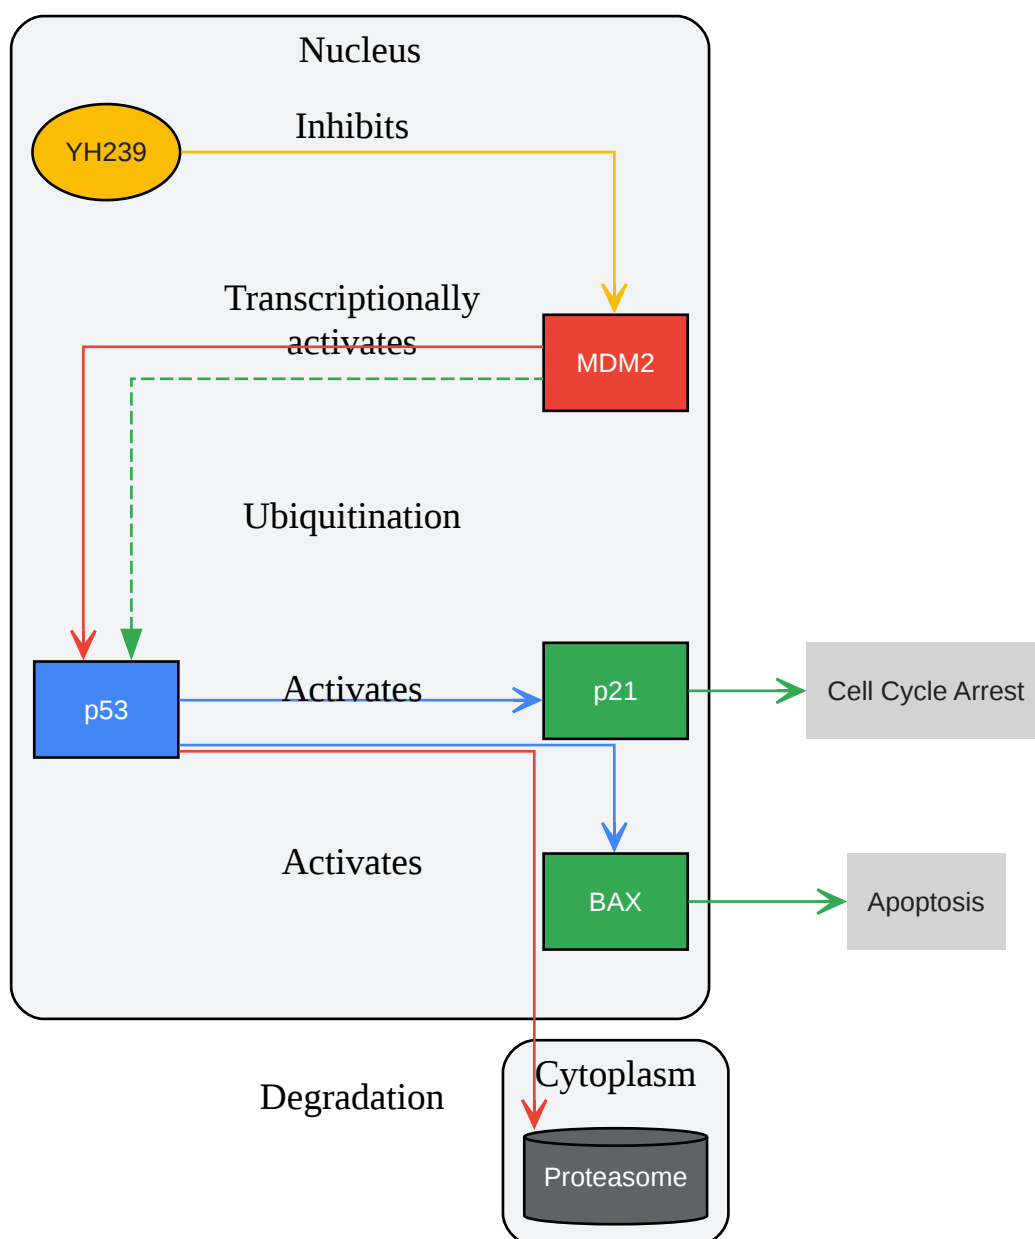 Nucleus
Inhibits
YH239
Transcriptionally
activates
MDM2
Ubiquitination
Activates
p53
p21
Cell Cycle Arrest
Activates
BAX
Apoptosis
Degradation
Cytoplasm
Proteasome